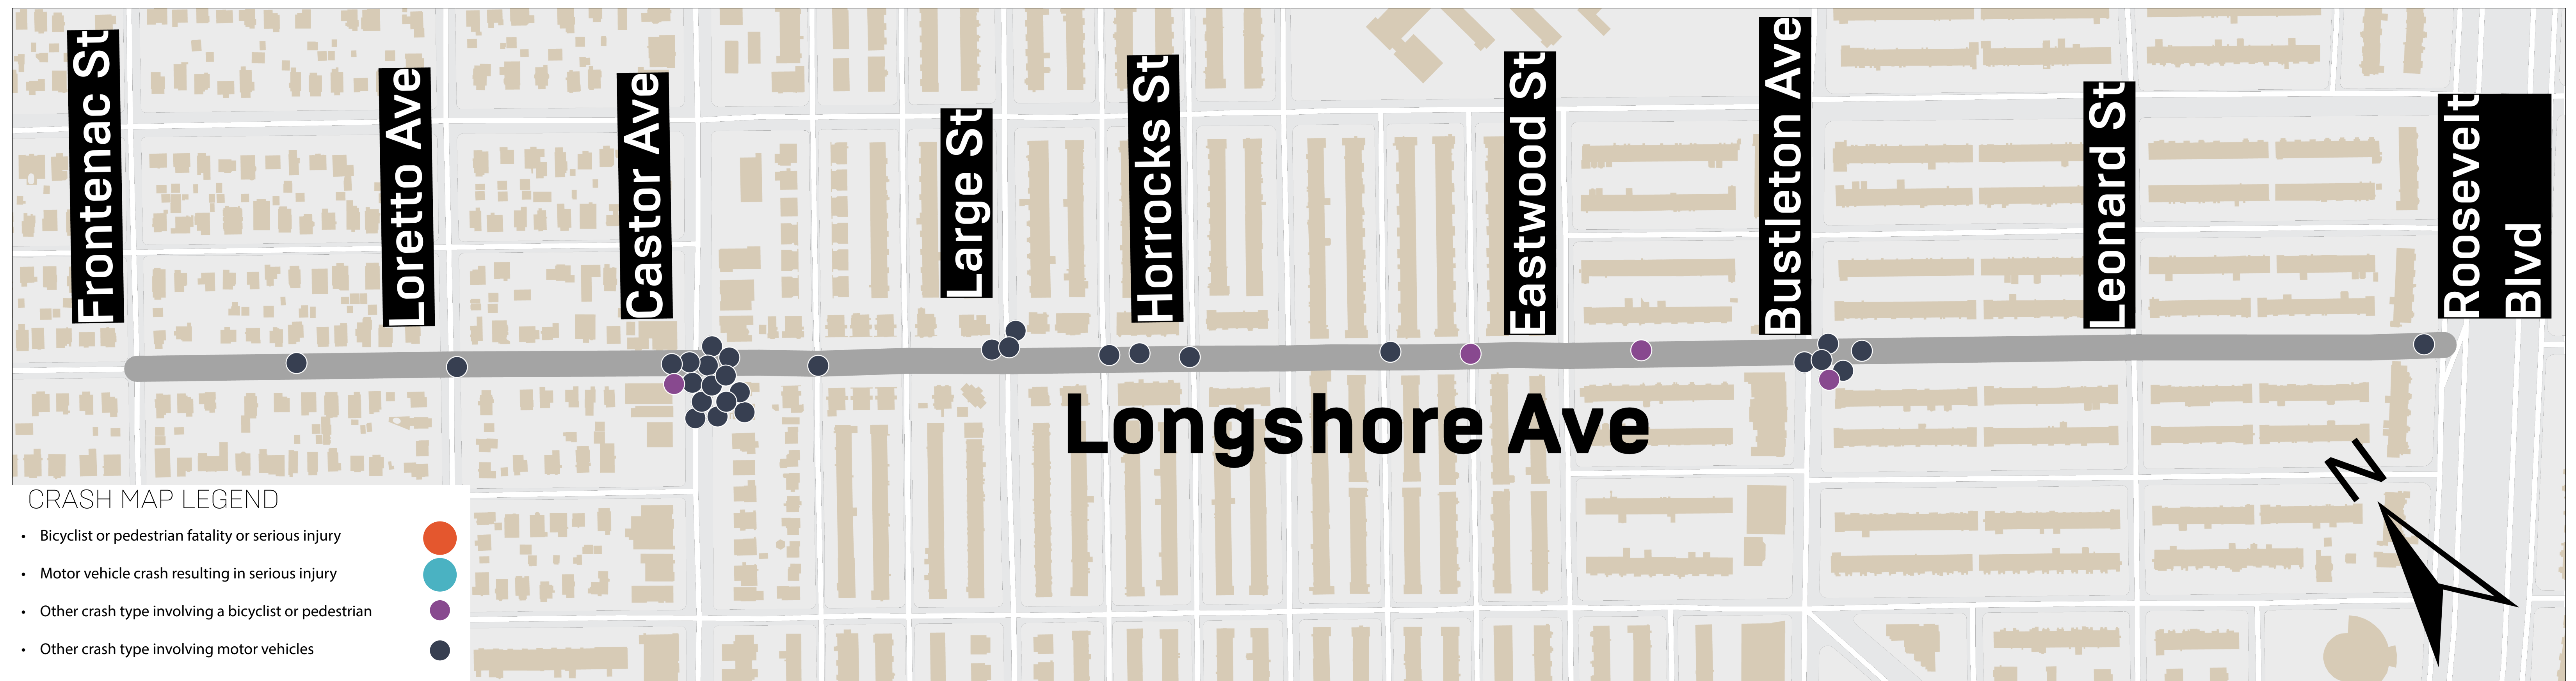 Frontenac St
Loretto Ave
Castor Ave
Large St
Horrocks St
Eastwood St
Bustleton Ave
Leonard St
Roosevelt
Blvd
Longshore Ave
N
CRASH MAP LEGEND
• Bicyclist or pedestrian fatality or serious injury
• Motor vehicle crash resulting in serious injury
• Other crash type involving a bicyclist or pedestrian
• Other crash type involving motor vehicles